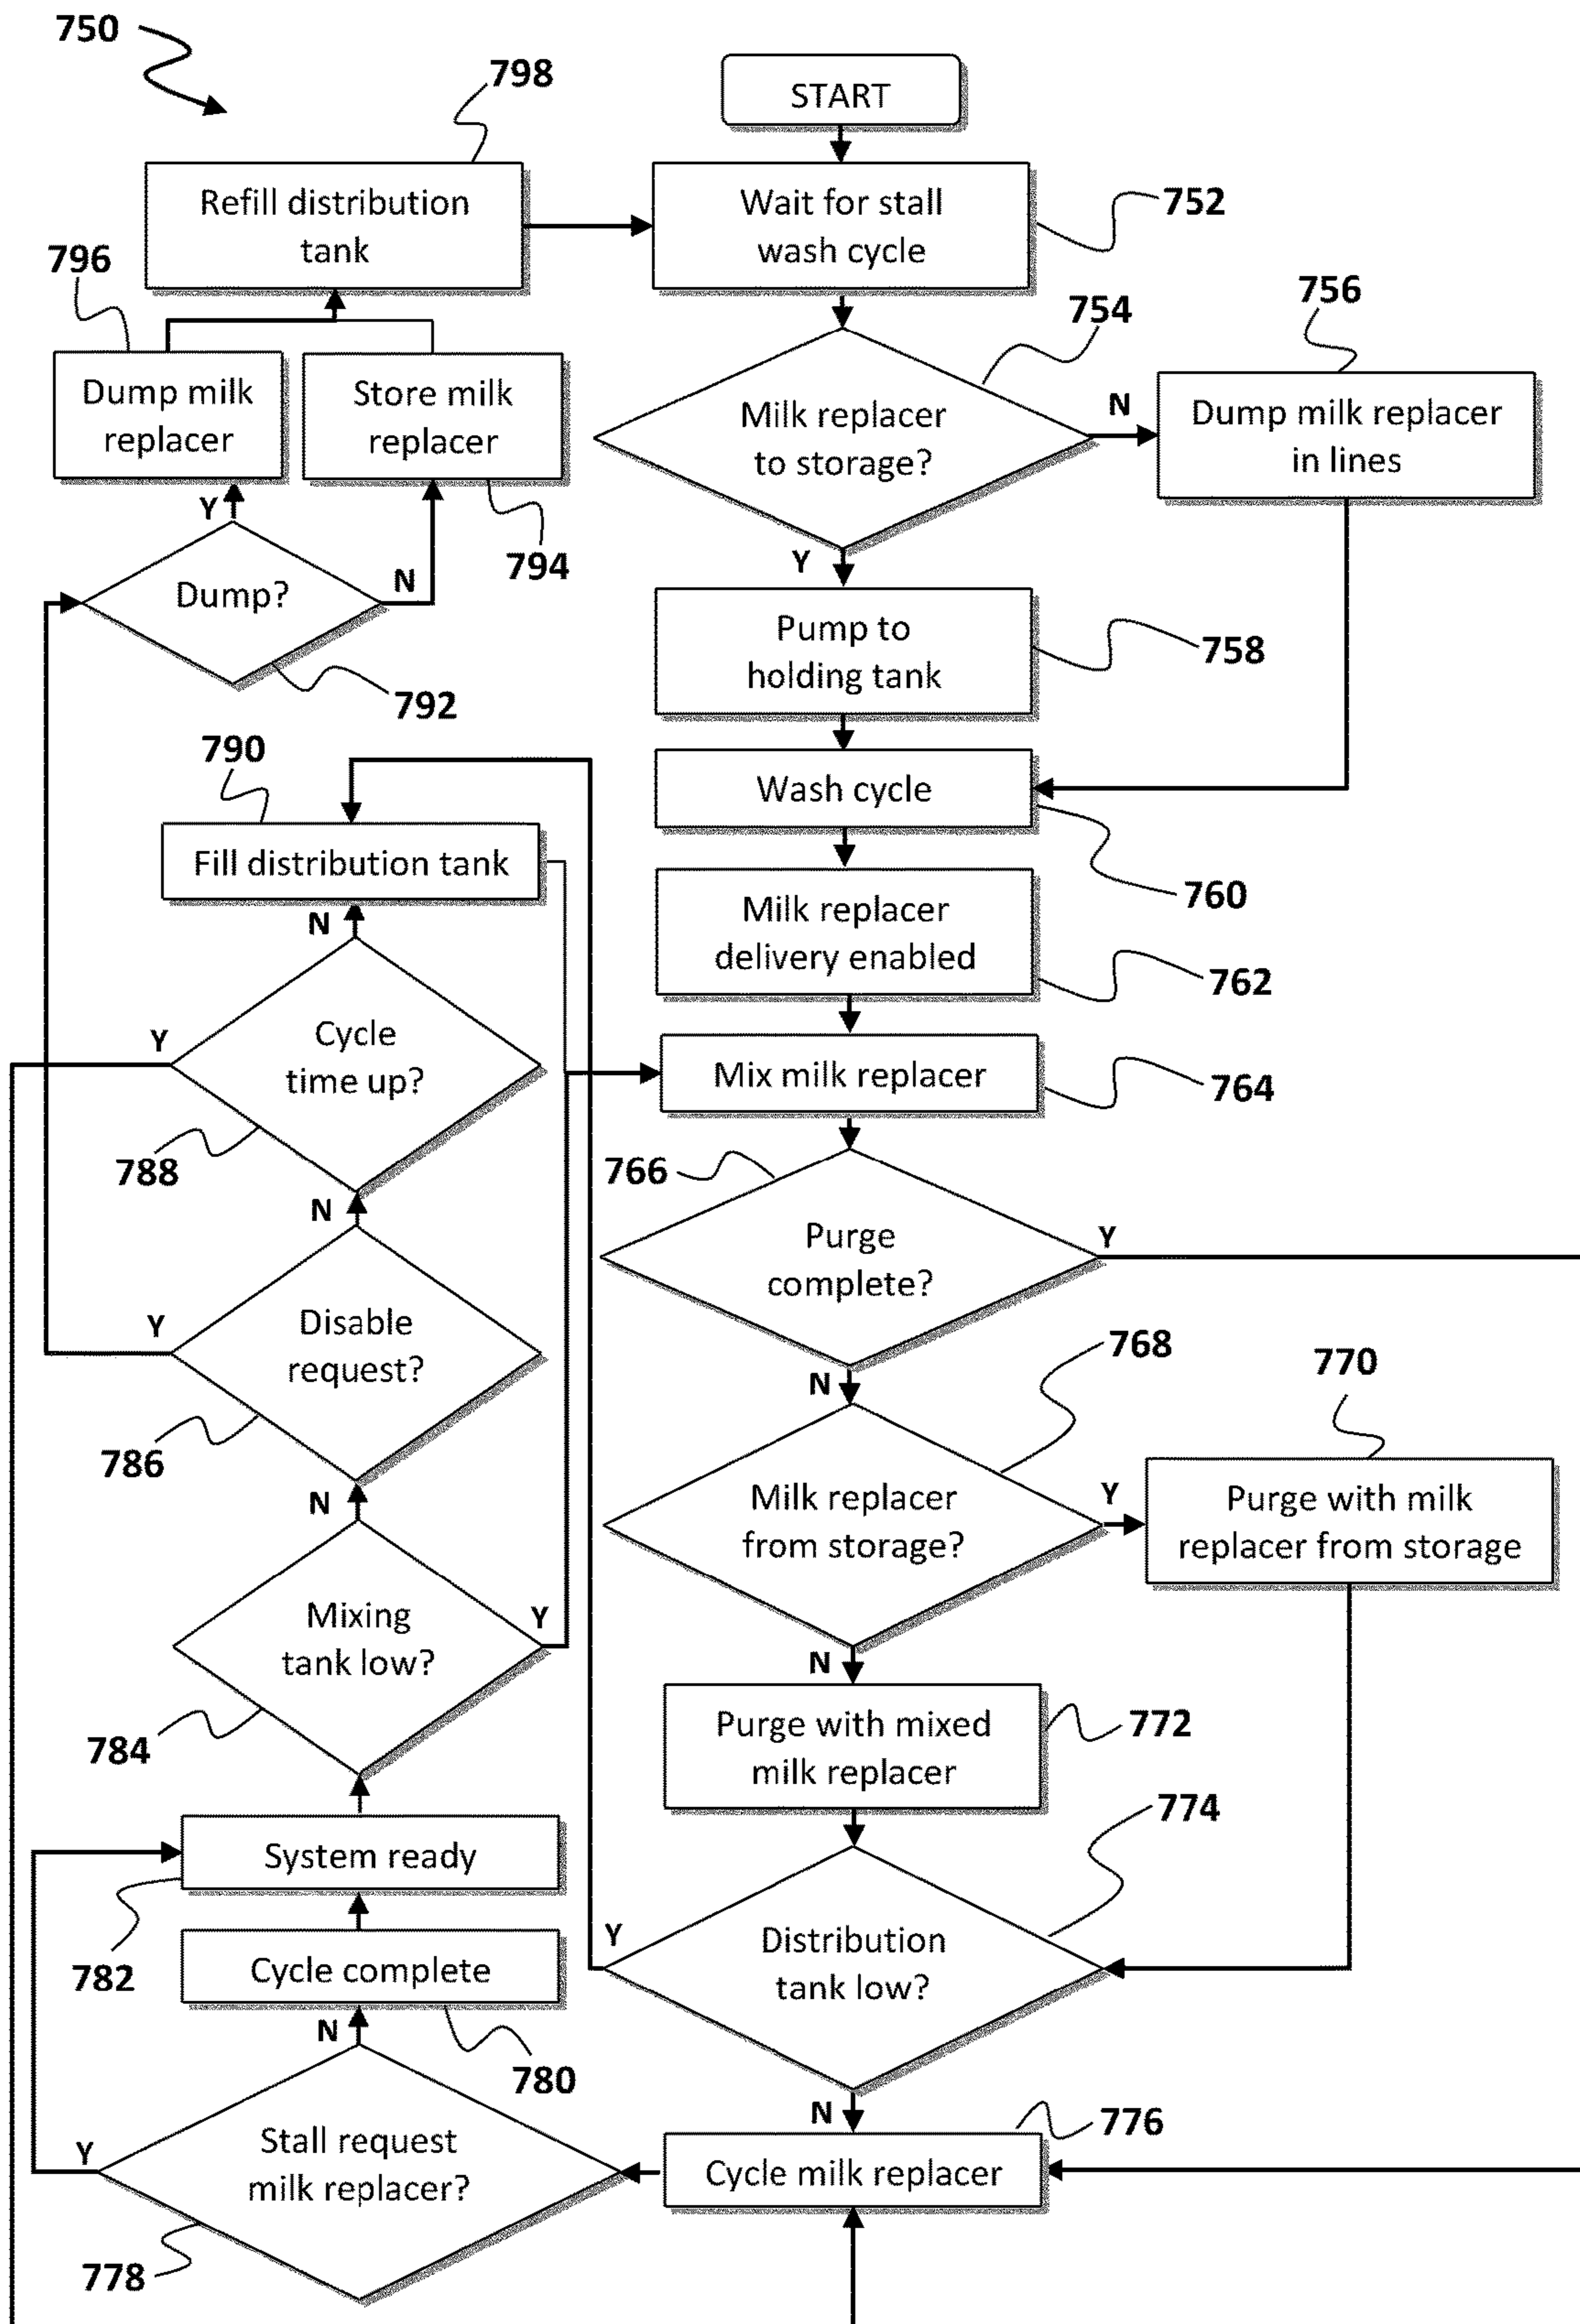 750
798
START
Refill distribution
tank
Wait for stall
wash cycle
752
796
754
756
Dump milk
replacer
Store milk
replacer
Milk replacer
to storage?
N
Dump milk replacer
in lines
Y
794
Y
Dump?
N
Pump to
holding tank
758
792
790
Wash cycle
760
Fill distribution tank
N
Milk replacer
delivery enabled
762
Y
Cycle
time up?
Mix milk replacer
764
788
766
N
Purge
complete?
Y
Y
Disable
request?
768
770
N
786
N
Milk replacer
from storage?
Y
Purge with milk
replacer from storage
Mixing
tank low?
Y
N
784
Purge with mixed
milk replacer
772
774
System ready
782
Cycle complete
Y
Distribution
tank low?
N
780
N
776
Y
Stall request
milk replacer?
Cycle milk replacer
778